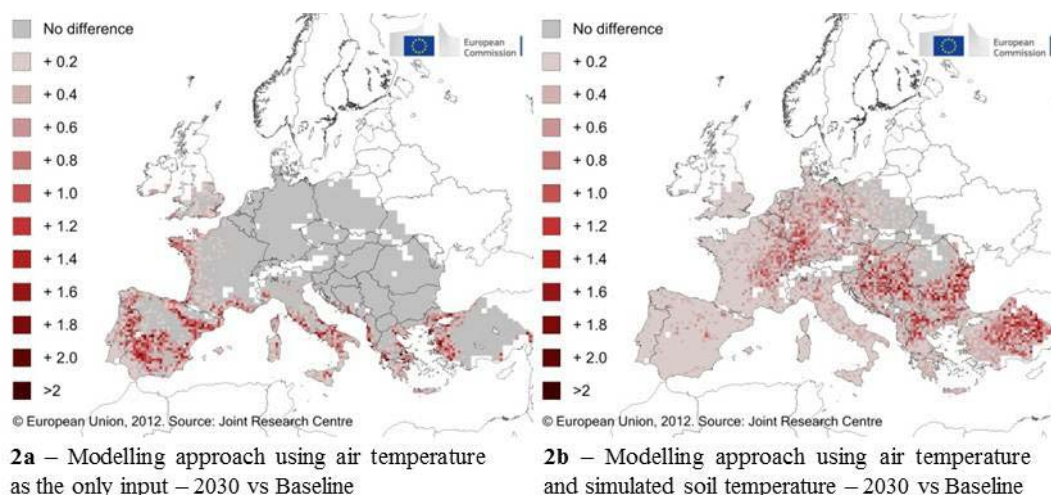 No difference
+ 0.2
+ 0.4
+ 0.6
+ 0.8
+ 1.0
+ 1.2
+ 1.4
+ 1.6
+ 1.8
+ 2.0
>2
European
Commission
© European Union, 2012. Source: Joint Research Centre
2a – Modelling approach using air temperature
as the only input – 2030 vs Baseline
No difference
+ 0.2
+ 0.4
+ 0.6
+ 0.8
+ 1.0
+ 1.2
+ 1.4
+ 1.6
+ 1.8
+ 2.0
>2
European
Commission
© European Union, 2012. Source: Joint Research Centre
2b – Modelling approach using air temperature
and simulated soil temperature – 2030 vs Baseline